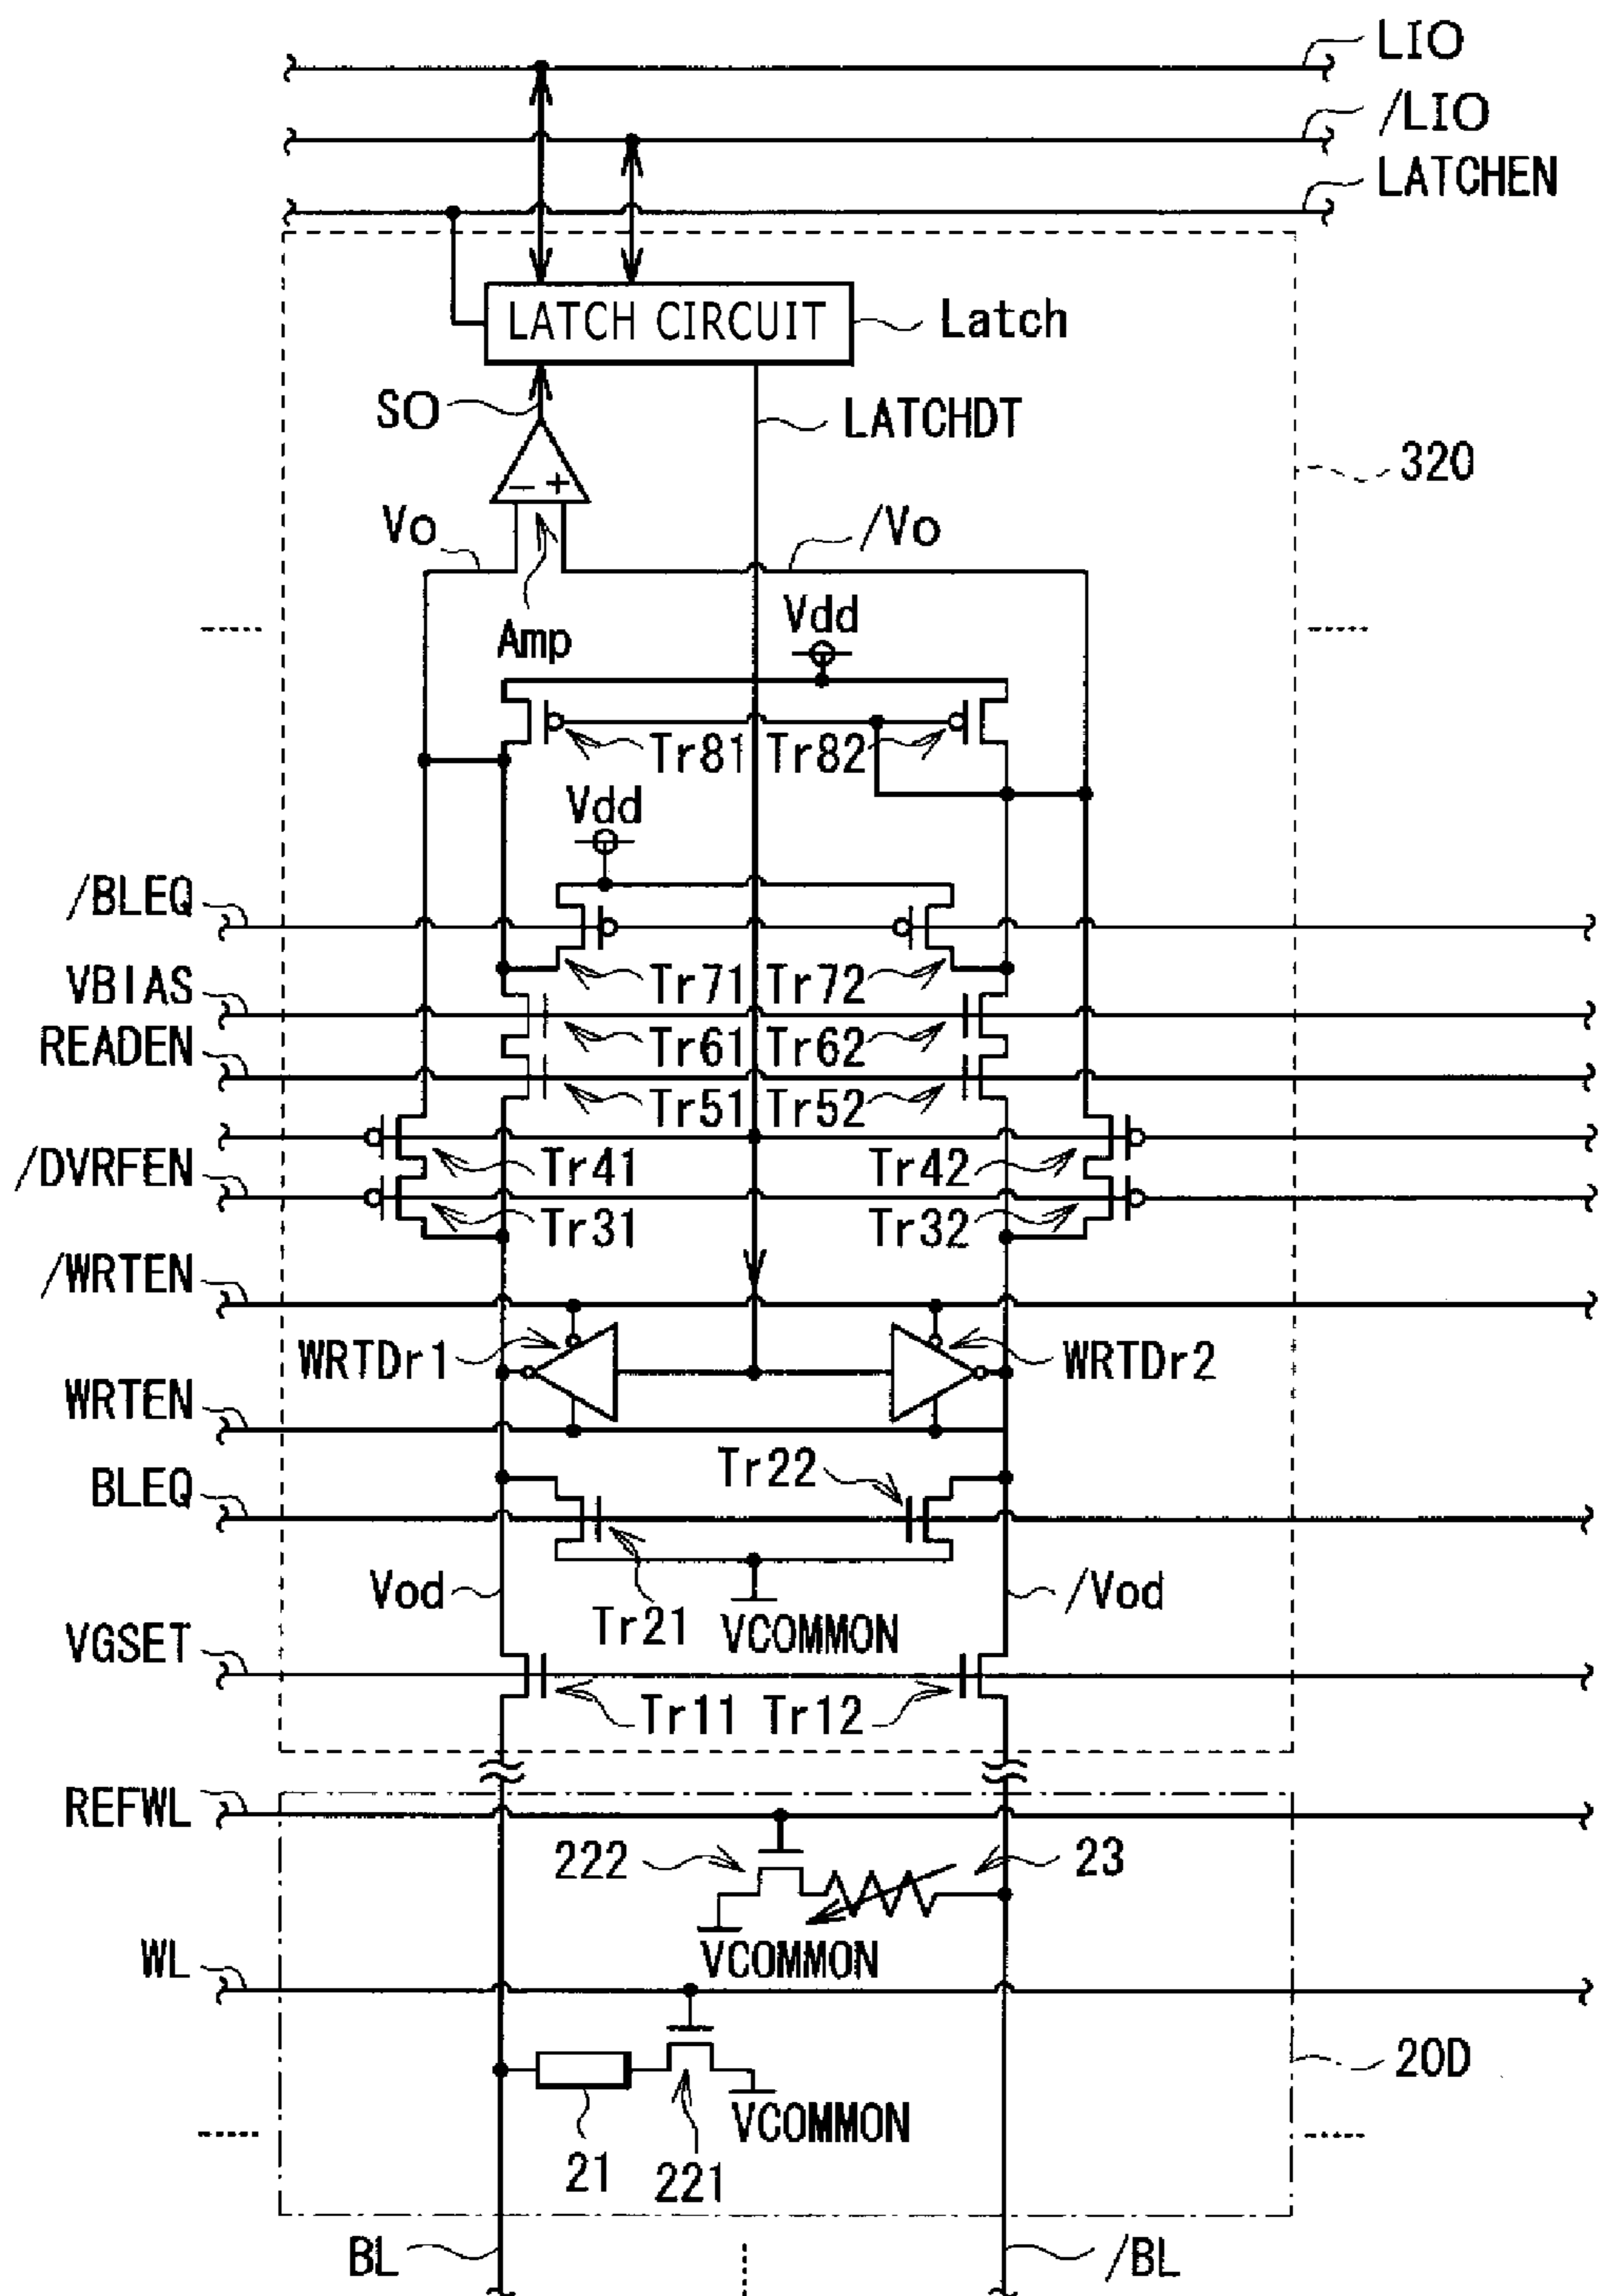 LIO
/LIO
LATCHEN
LATCH CIRCUIT
Latch
SO
LATCHDT
320
Vo
/Vo
Amp
Vdd
Tr81 Tr82
Vdd
/BLEQ
Tr71 Tr72
VBIAS
Tr61 Tr62
READEN
Tr51 Tr52
Tr41
Tr42
/DVRFEN
Tr31
Tr32
/WRTEN
WRTDr1
WRTDr2
WRTEN
Tr22
BLEQ
Vod
/Vod
Tr21
VCOMMON
VGSET
Tr11 Tr12
REFWL
222
23
VCOMMON
WL
20D
VCOMMON
21
221
BL
/BL